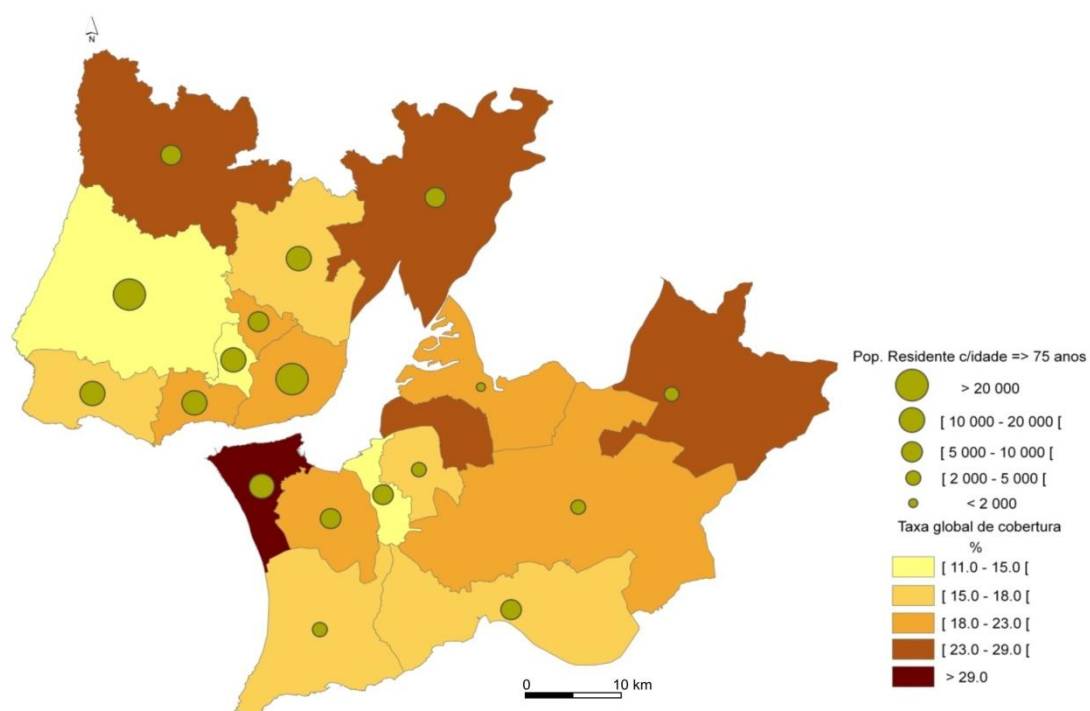 N
Pop. Residente c/idade => 75 anos
> 20 000
[ 10 000 - 20 000 [
[ 5 000 - 10 000 [
[ 2 000 - 5 000 [
< 2 000
Taxa global de cobertura
%
[ 11.0 - 15.0 [
[ 15.0 - 18.0 [
[ 18.0 - 23.0 [
[ 23.0 - 29.0 [
> 29.0
0 10 km